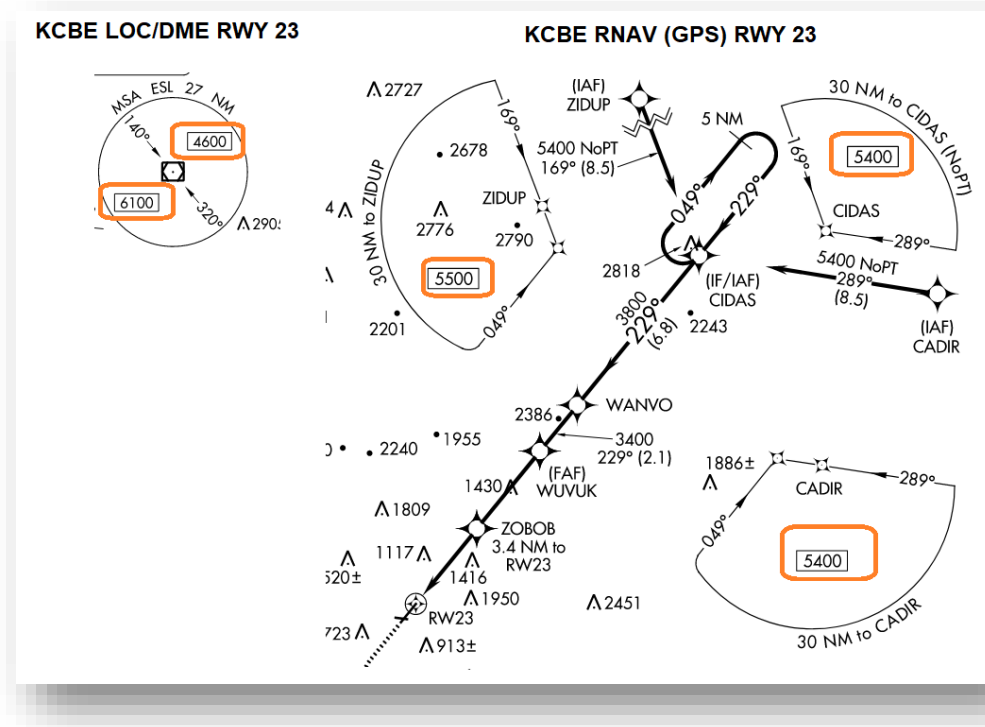 KCBE LOC/DME RWY 23
KCBE RNAV (GPS) RWY 23
MSA ESL 27 NM
140°
4600
6100
320°
2905
2727
169°
2678
ZIDUP
2776
2790
30 NM to ZIDUP
5500
049°
2201
4
(IAF)
ZIDUP
5400 NoPT
169° (8.5)
5 NM
049°
229°
2818
(IF/IAF)
CIDAS
30 NM to CIDAS (NoPT)
169°
5400
CIDAS
289°
5400 NoPT
289°
(8.5)
(IAF)
CADIR
3800
229°
(6.8)
2243
WANVO
2386
3400
229° (2.1)
(FAF)
WUVUK
0
2240
1955
1430
1809
ZOBOB
3.4 NM to
RW23
1117
520±
1416
1950
RW23
723
913±
2451
1886±
CADIR
289°
049°
5400
30 NM to CADIR